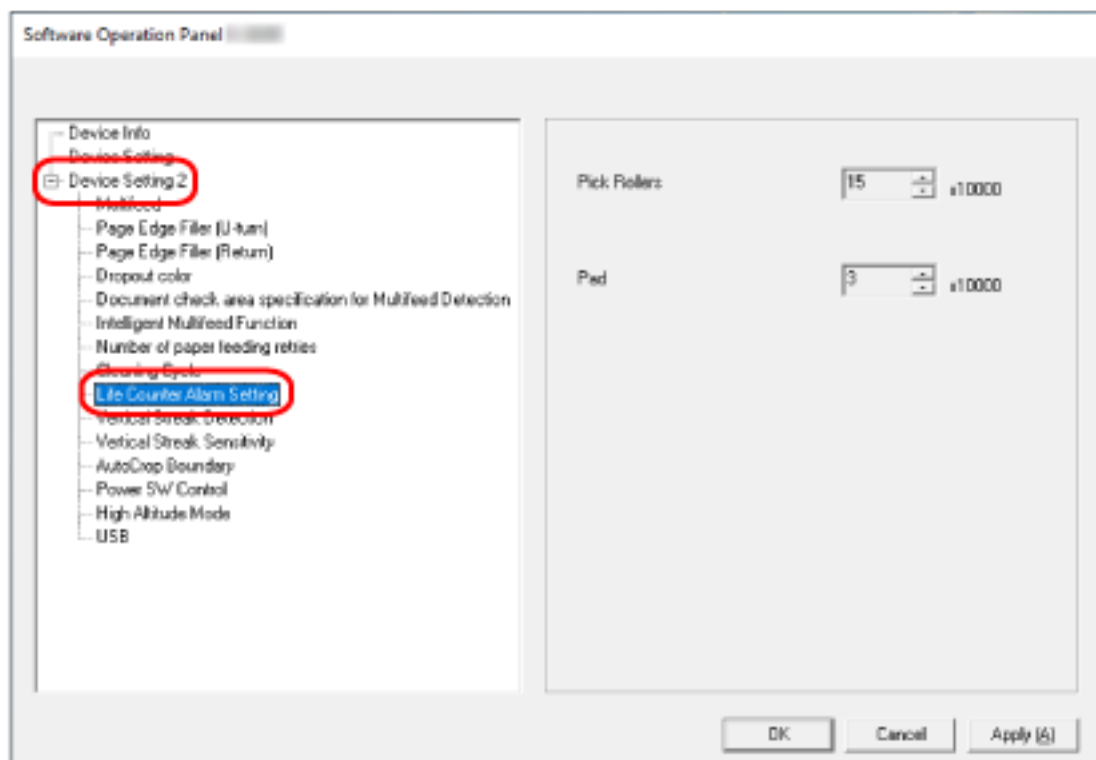 Software Operation Panel
Device Info
Device Setting
Device Setting 2
Multifeed
Page Edge Filler (U-turn)
Page Edge Filler (Return)
Dropout color
Document check area specification for Multifeed Detection
Intelligent Multifeed Function
Number of paper feeding retries
Cleaning Cycle
Life Counter Alarm Setting
Vertical Streak Detection
Vertical Streak Sensitivity
AutoCrop Boundary
Power SW Control
High Altitude Mode
USB
Pick Rollers 15 x10000
Pad 3 x10000
OK Cancel Apply (A)